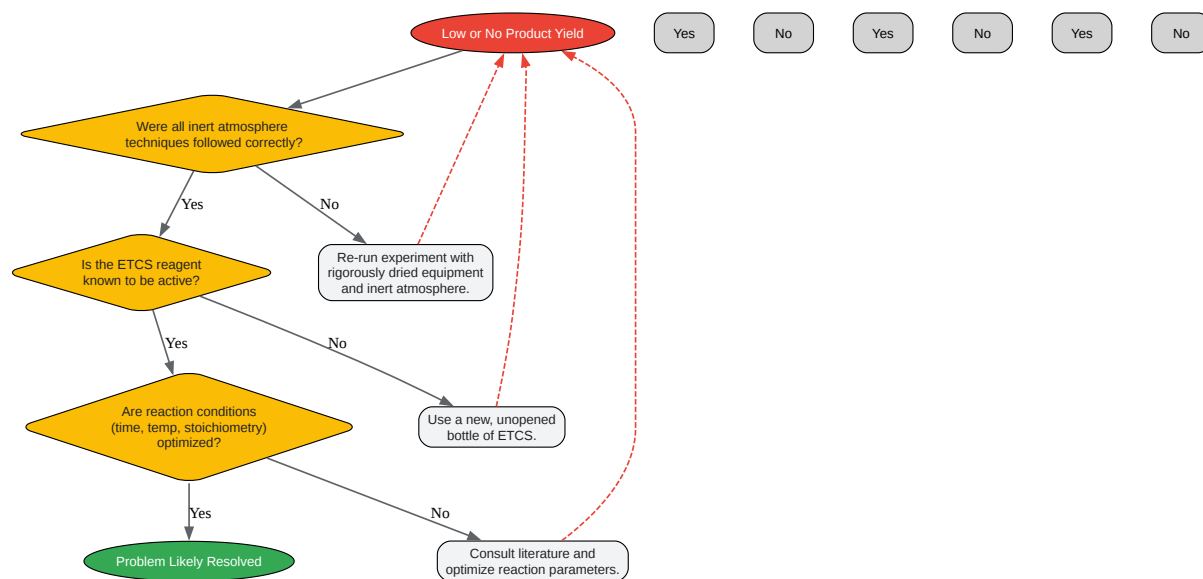 Low or No Product Yield
Yes
No
Yes
No
Yes
No
Were all inert atmosphere
techniques followed correctly?
Yes
No
Is the ETCS reagent
known to be active?
Re-run experiment with
rigorously dried equipment
and inert atmosphere.
Yes
No
Are reaction conditions
(time, temp, stoichiometry)
optimized?
Use a new, unopened
bottle of ETCS.
Yes
No
Problem Likely Resolved
Consult literature and
optimize reaction parameters.